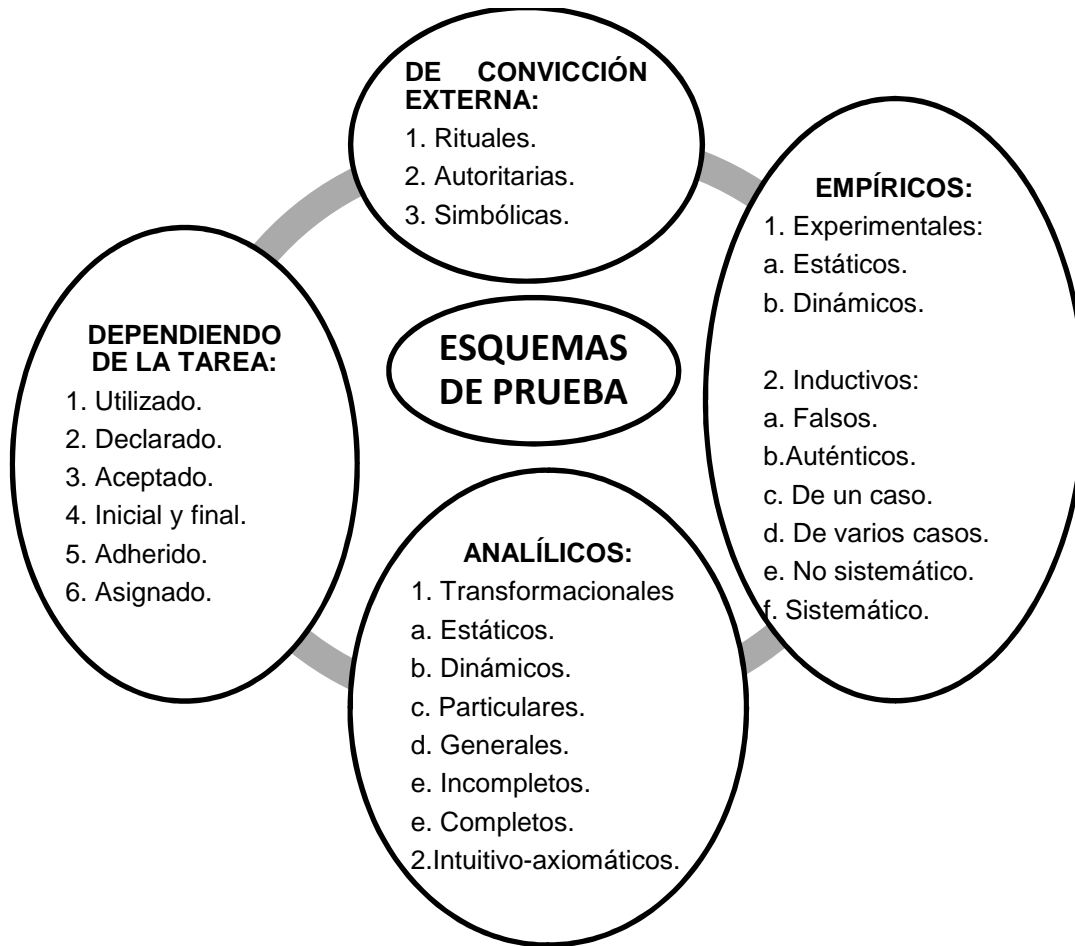 DE CONVICCIÓN
EXTERNA:
1. Rituales.
2. Autoritarias.
3. Simbólicas.
EMPÍRICOS:
1. Experimentales:
a. Estáticos.
b. Dinámicos.
2. Inductivos:
a. Falsos.
b.Auténticos.
c. De un caso.
d. De varios casos.
e. No sistemático.
f. Sistemático.
DEPENDIENDO
DE LA TAREA:
1. Utilizado.
2. Declarado.
3. Aceptado.
4. Inicial y final.
5. Adherido.
6. Asignado.
ESQUEMAS
DE PRUEBA
ANALÍLICOS:
1. Transformacionales
a. Estáticos.
b. Dinámicos.
c. Particulares.
d. Generales.
e. Incompletos.
e. Completos.
2.Intuitivo-axiomáticos.